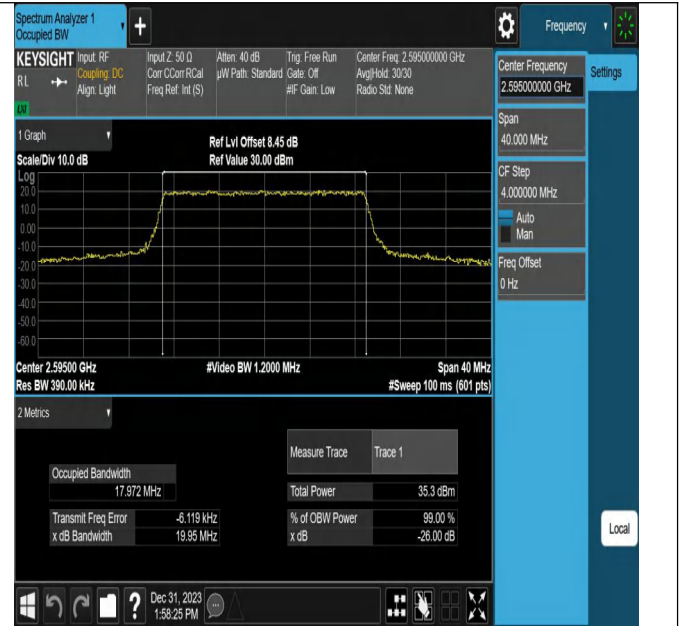 Spectrum Analyzer 1
Occupied BW
+
Frequency
KEYSIGHT
RL
LXI
Input: RF
Coupling: DC
Align: Light
Input Z: 50 Ω
Corr CCorr RCal
Freq Ref: Int (S)
Atten: 40 dB
µW Path: Standard
Trig: Free Run
Gate: Off
#IF Gain: Low
Center Freq: 2.595000000 GHz
Avg|Hold: 30/30
Radio Std: None
Center Frequency
2.595000000 GHz
Settings
Span
40.000 MHz
CF Step
4.000000 MHz
Auto
Man
Freq Offset
0 Hz
Local
1 Graph
Scale/Div 10.0 dB
Ref Lvl Offset 8.45 dB
Ref Value 30.00 dBm
Log
20.0
10.0
0.00
-10.0
-20.0
-30.0
-40.0
-50.0
-60.0
Center 2.59500 GHz
Res BW 390.00 kHz
#Video BW 1.2000 MHz
Span 40 MHz
#Sweep 100 ms (601 pts)
2 Metrics
Measure Trace Trace 1
Occupied Bandwidth
17.972 MHz
Total Power 35.3 dBm
Transmit Freq Error -6.119 kHz
% of OBW Power 99.00 %
x dB Bandwidth 19.95 MHz
x dB -26.00 dB
?
Dec 31, 2023
1:58:25 PM